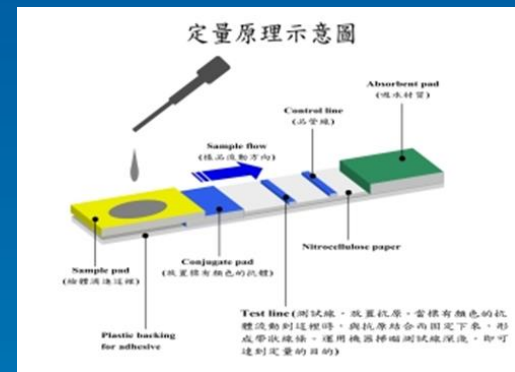 定量原理示意圖
Absorbent pad
(吸水材質)
Control line
(品管線)
Sample flow
(樣品流動方向)
Nitrocellulose paper
Conjugate pad
(放置標有顏色的抗體)
Sample pad
(檢體滴進這裡)
Plastic backing
for adhesive
Test line(測試線，放置抗原，當標有顏色的抗
體流動到這裡時，與抗原結合而固定下來，形
成帶狀線條。運用機器掃瞄測試線深淺，即可
達到定量的目的)